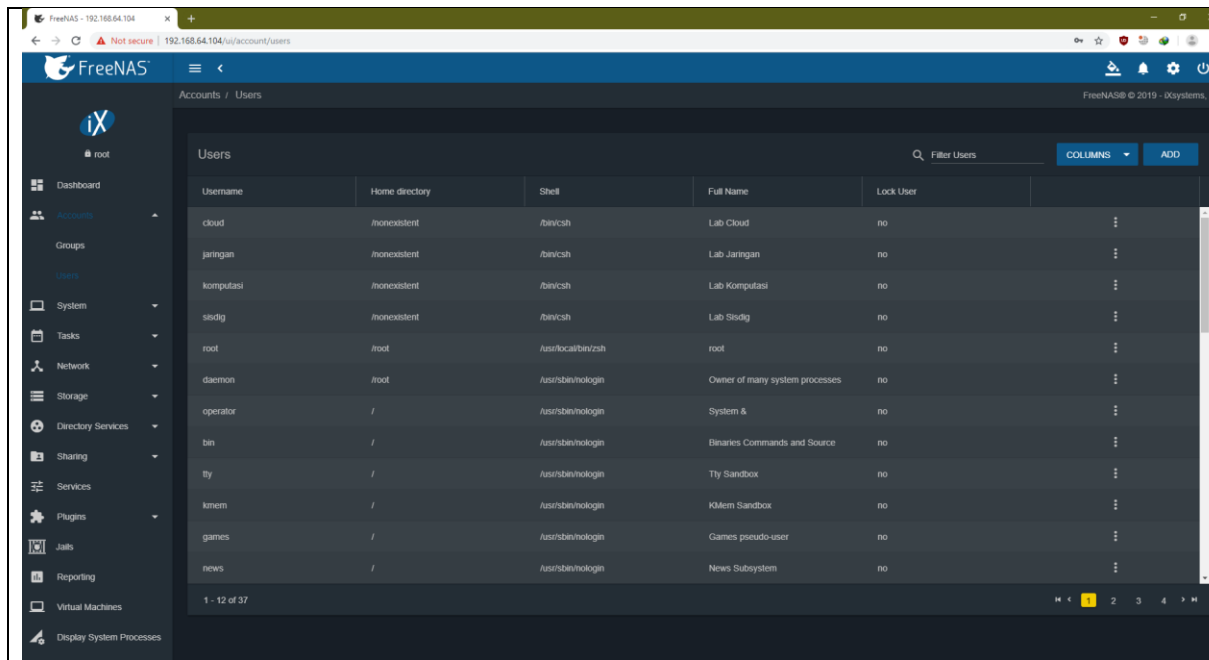 FreeNAS - 192.168.64.104
Not secure 192.168.64.104/ui/account/users
FreeNAS
Accounts / Users
FreeNAS® © 2019 - iXsystems,
iX
root
Users
Filter Users
COLUMNS
ADD
Dashboard
Accounts
Groups
Users
System
Tasks
Network
Storage
Directory Services
Sharing
Services
Plugins
Jails
Reporting
Virtual Machines
Display System Processes
Username Home directory Shell Full Name Lock User
cloud /nonexistent /bin/csh Lab Cloud no
jaringan /nonexistent /bin/csh Lab Jaringan no
komputasi /nonexistent /bin/csh Lab Komputasi no
sisdig /nonexistent /bin/csh Lab Sisdig no
root /root /usr/local/bin/zsh root no
daemon /root /usr/sbin/nologin Owner of many system processes no
operator / /usr/sbin/nologin System & no
bin / /usr/sbin/nologin Binaries Commands and Source no
tty / /usr/sbin/nologin Tty Sandbox no
kmem / /usr/sbin/nologin KMem Sandbox no
games / /usr/sbin/nologin Games pseudo-user no
news / /usr/sbin/nologin News Subsystem no
1 - 12 of 37
1 2 3 4